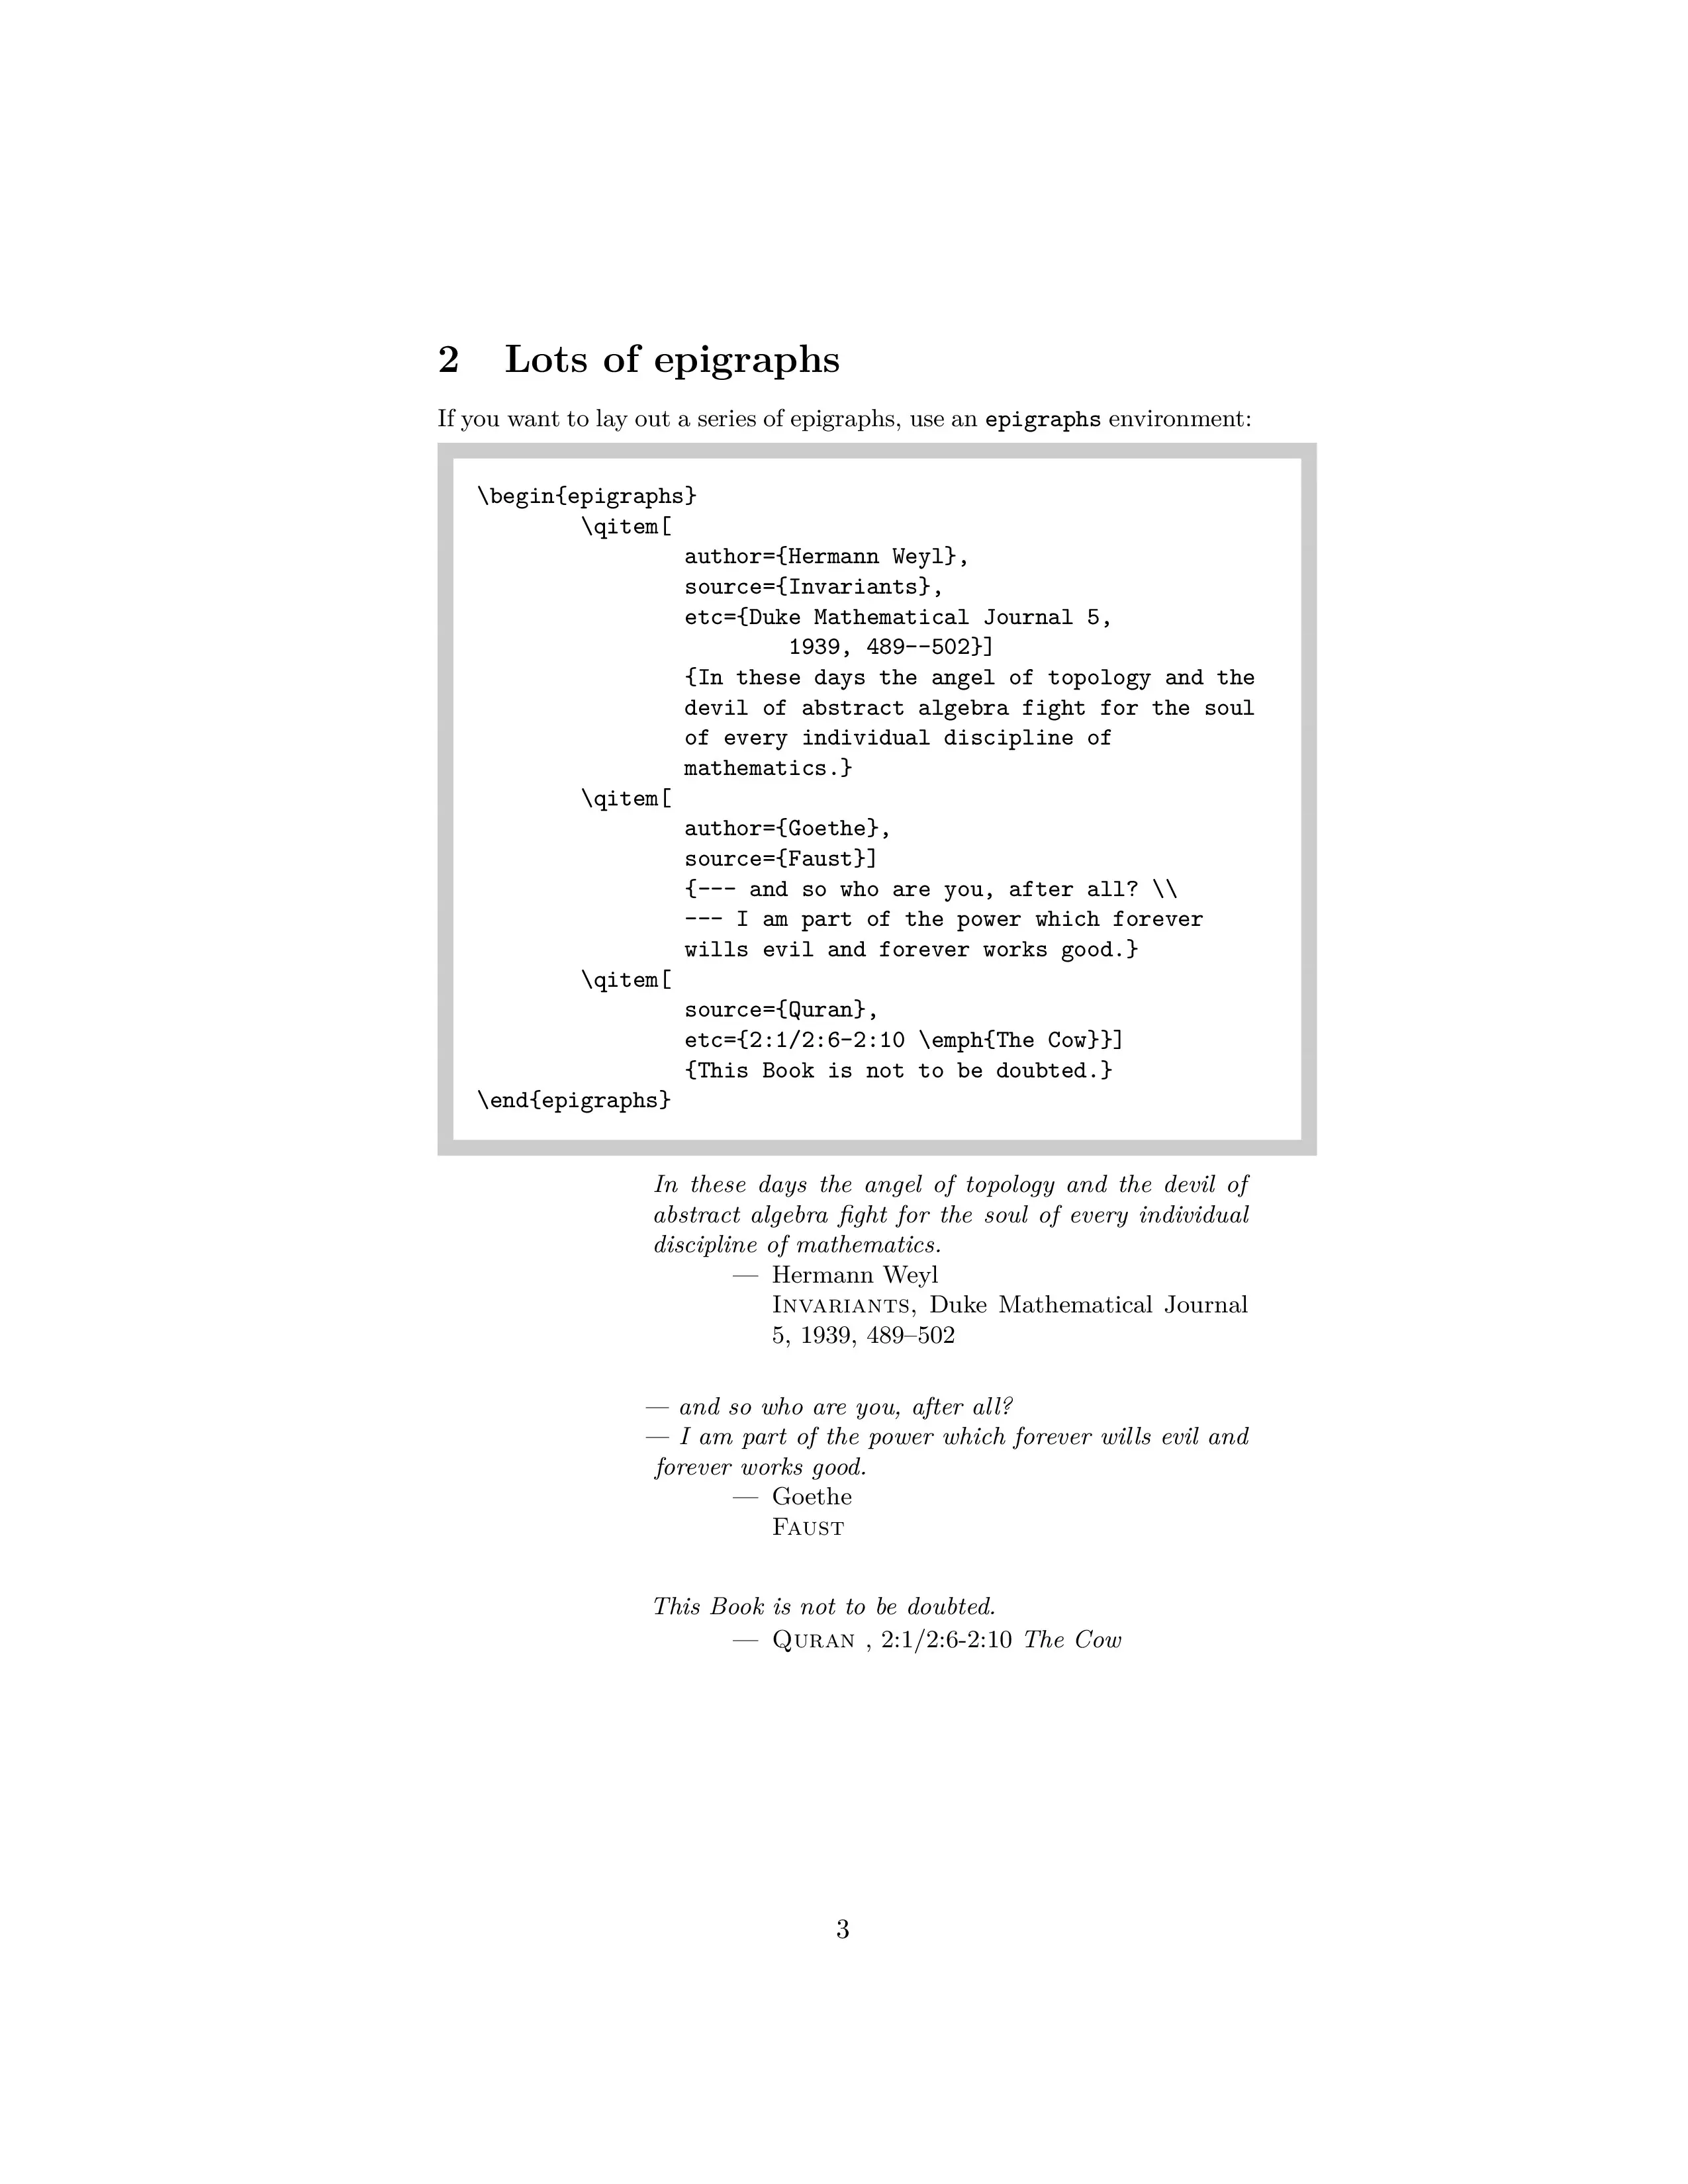 2 Lots of epigraphs
If you want to lay out a series of epigraphs, use an epigraphs environment:
\begin{epigraphs}
\qitem[
author={Hermann Weyl},
source={Invariants},
etc={Duke Mathematical Journal 5,
1939, 489--502}]
{In these days the angel of topology and the
devil of abstract algebra fight for the soul
of every individual discipline of
mathematics.}
\qitem[
author={Goethe},
source={Faust}]
{--- and so who are you, after all? \\
--- I am part of the power which forever
wills evil and forever works good.}
\qitem[
source={Quran},
etc={2:1/2:6-2:10 \emph{The Cow}}]
{This Book is not to be doubted.}
\end{epigraphs}
In these days the angel of topology and the devil of
abstract algebra fight for the soul of every individual
discipline of mathematics.
— Hermann Weyl
Invariants, Duke Mathematical Journal
5, 1939, 489–502
— and so who are you, after all?
— I am part of the power which forever wills evil and
forever works good.
— Goethe
Faust
This Book is not to be doubted.
— Quran , 2:1/2:6-2:10 The Cow
3